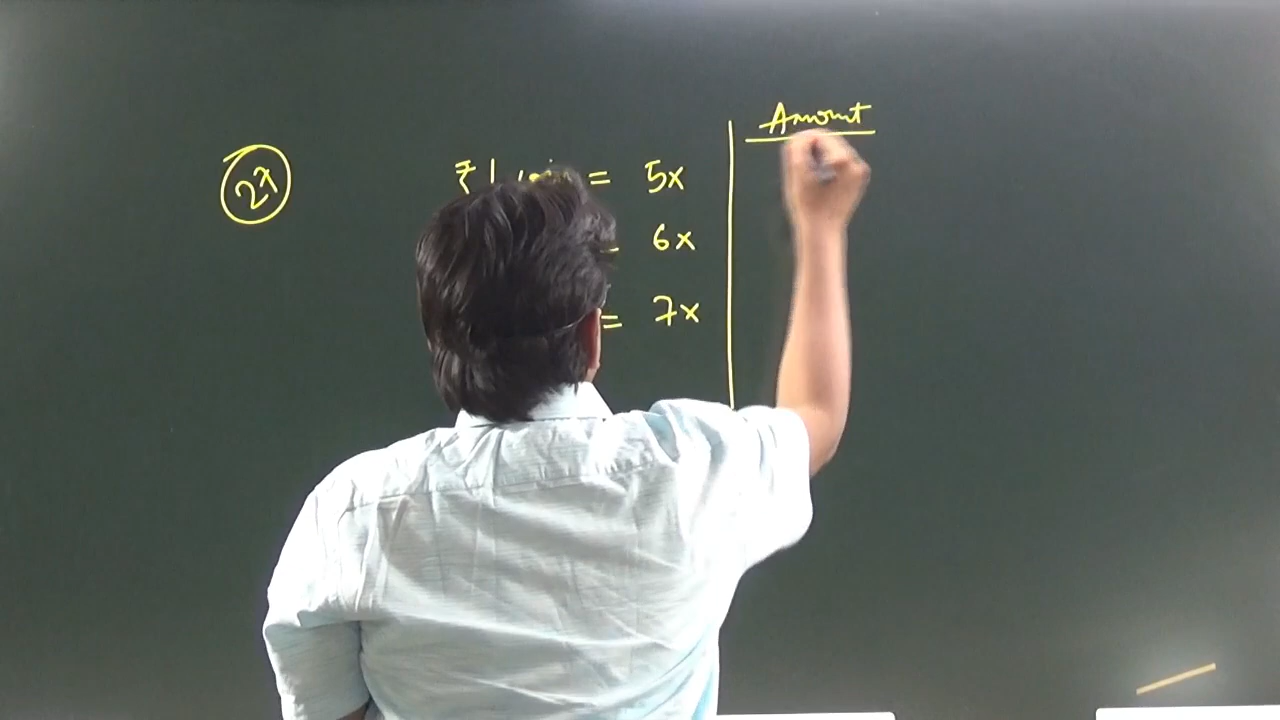 Amount
27
₹1 = 5x
= 6x
= 7x